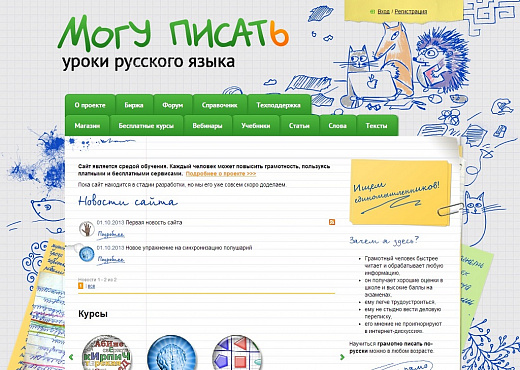 Вход / Регистрация
Могу писать
уроки русского языка
О проекте Биржа Форум Справочник Техподдержка
Магазин Бесплатные курсы Вебинары Учебники Статьи Слова Тексты
Сайт является средой обучения. Каждый человек может повысить грамотность, пользуясь
платными и бесплатными сервисами. Подробнее о проекте >>>
Пока сайт находится в стадии разработки, но мы его уже совсем скоро доделаем.
Новости сайта
01.10.2013 Первая новость сайта
Подробнее
01.10.2013 Новое упражнение на синхронизацию полушарий
Подробнее
Новости 1 - 2 из 2
1 | Все
Курсы
Ищем
единомышленников!
Зачем я здесь?
Грамотный человек быстрее
читает и обрабатывает любую
информацию.
он получает хорошие оценки в
школе и высокие баллы на
экзаменах.
ему легче трудоустроиться.
ему не стыдно вести деловую
переписку.
его мнение не проигнорируют
в интернет-дискуссиях.
Научиться грамотно писать по-
русски можно в любом возрасте.